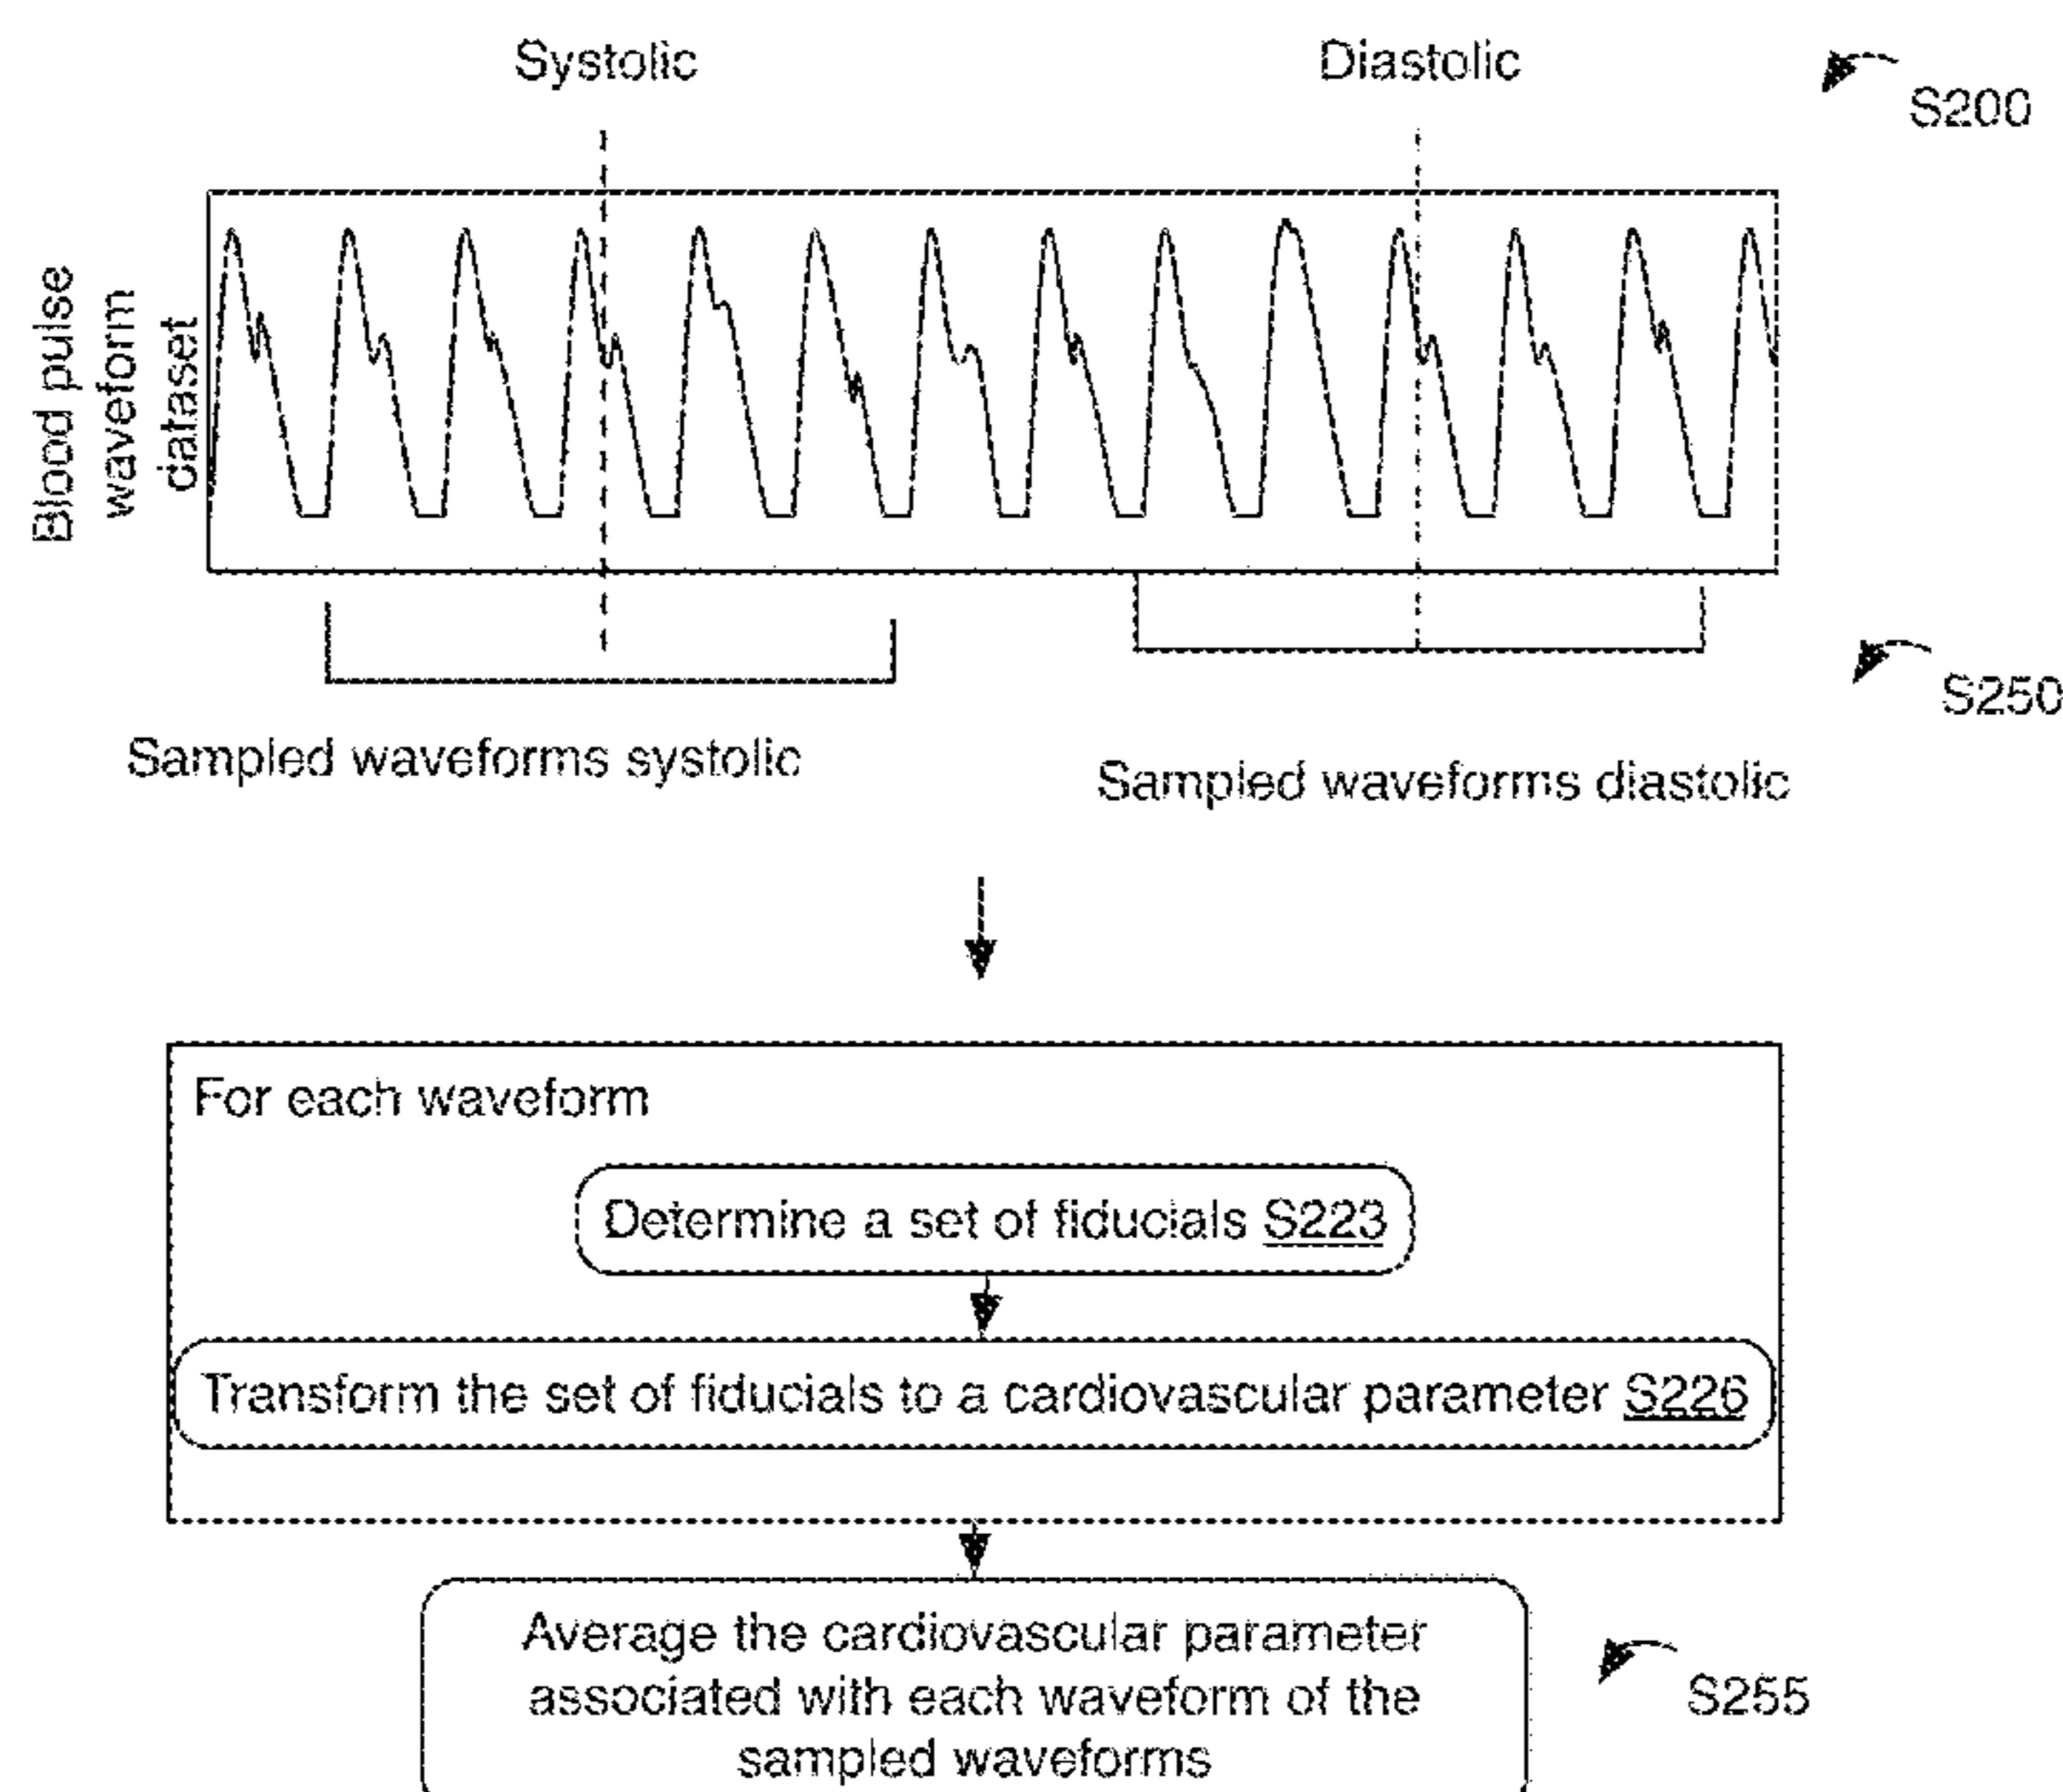 Systolic
Diastolic
S200
Blood pulse
waveform
dataset
S250
Sampled waveforms systolic
Sampled waveforms diastolic
For each waveform
Determine a set of fiducials S223
Transform the set of fiducials to a cardiovascular parameter S226
Average the cardiovascular parameter
associated with each waveform of the
sampled waveforms
S255